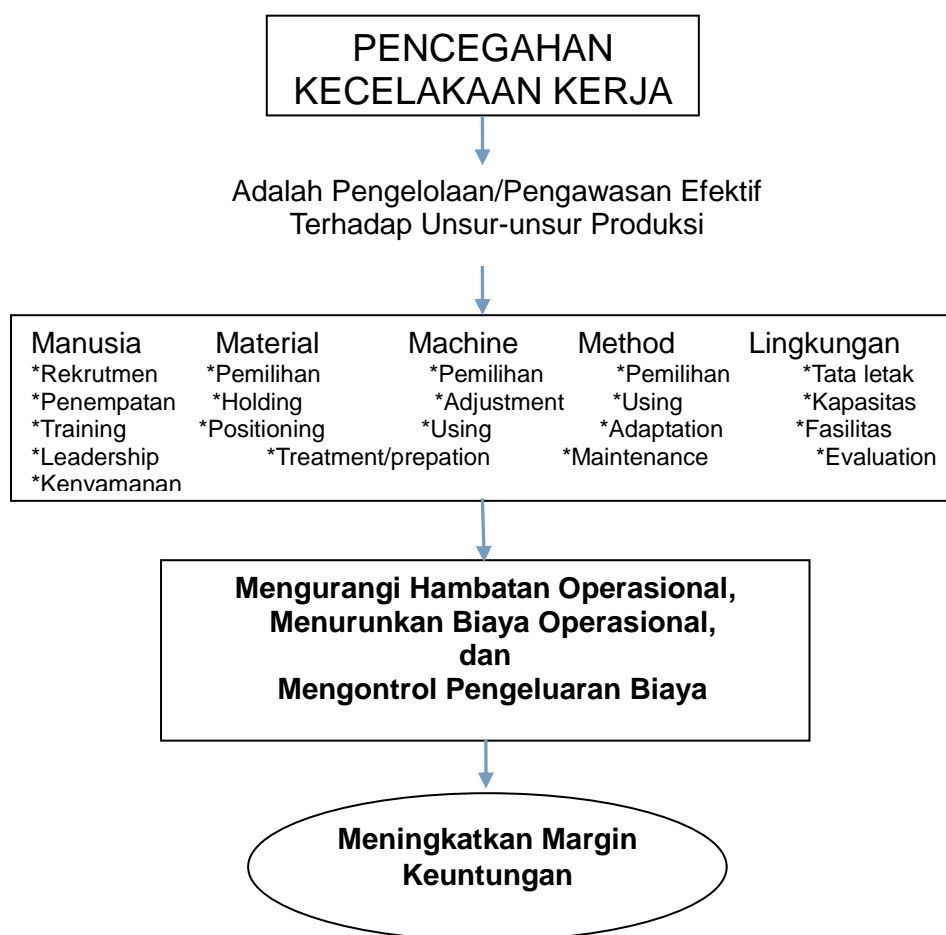 PENCEGAHAN
KECELAKAAN KERJA
Adalah Pengelolaan/Pengawasan Efektif
Terhadap Unsur-unsur Produksi
Manusia Material Machine Method Lingkungan
*Rekrutmen *Pemilihan *Pemilihan *Pemilihan *Tata letak
*Penempatan *Holding *Adjustment *Using *Kapasitas
*Training *Positioning *Using *Adaptation *Fasilitas
*Leadership *Treatment/prepation *Maintenance *Evaluation
*Kenyamanan
Mengurangi Hambatan Operasional,
Menurunkan Biaya Operasional,
dan
Mengontrol Pengeluaran Biaya
Meningkatkan Margin
Keuntungan